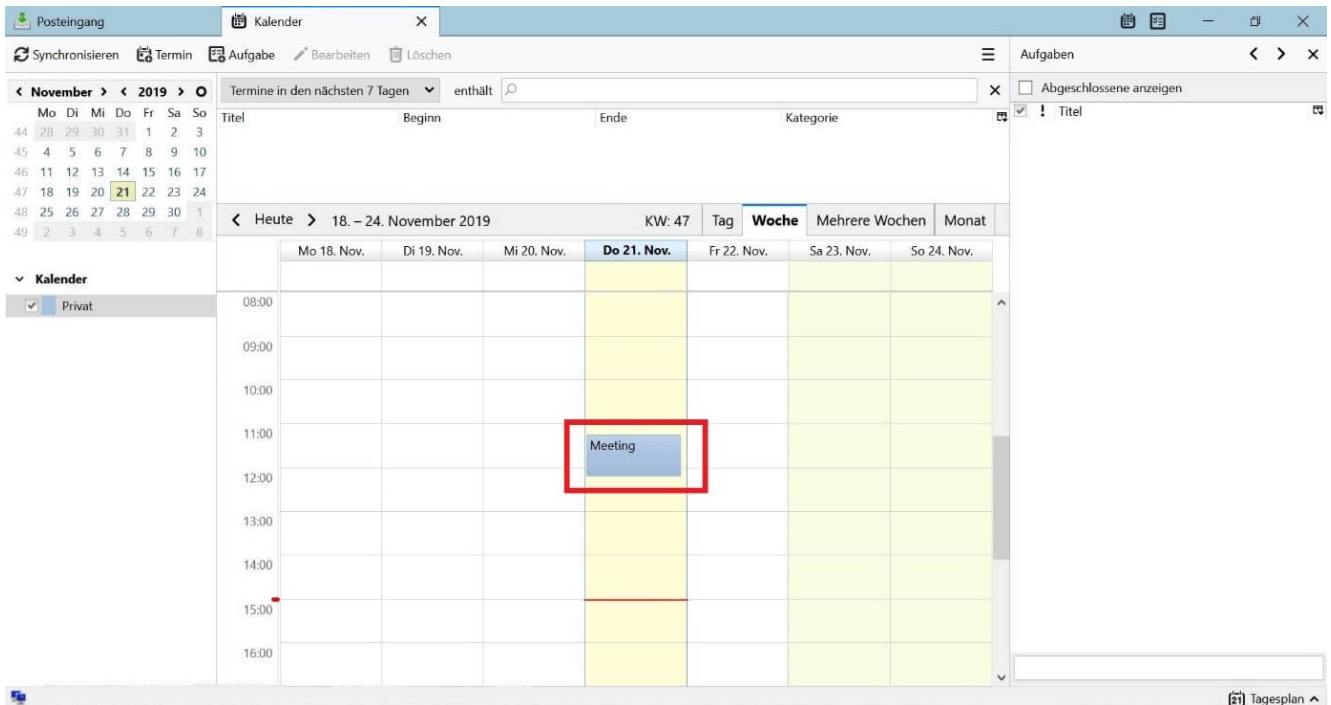 Posteingang
Kalender
Synchronisieren Termin Aufgabe Bearbeiten Löschen
Aufgaben
November 2019
Mo Di Mi Do Fr Sa So
44 28 29 30 31 1 2 3
45 4 5 6 7 8 9 10
46 11 12 13 14 15 16 17
47 18 19 20 21 22 23 24
48 25 26 27 28 29 30 1
49 2 3 4 5 6 7 8
Kalender
Privat
Termine in den nächsten 7 Tagen enthält
Titel Beginn Ende Kategorie
Heute 18. – 24. November 2019 KW: 47 Tag Woche Mehrere Wochen Monat
Mo 18. Nov. Di 19. Nov. Mi 20. Nov. Do 21. Nov. Fr 22. Nov. Sa 23. Nov. So 24. Nov.
08:00
09:00
10:00
11:00
Meeting
12:00
13:00
14:00
15:00
16:00
Abgeschlossene anzeigen
! Titel
21 Tagesplan